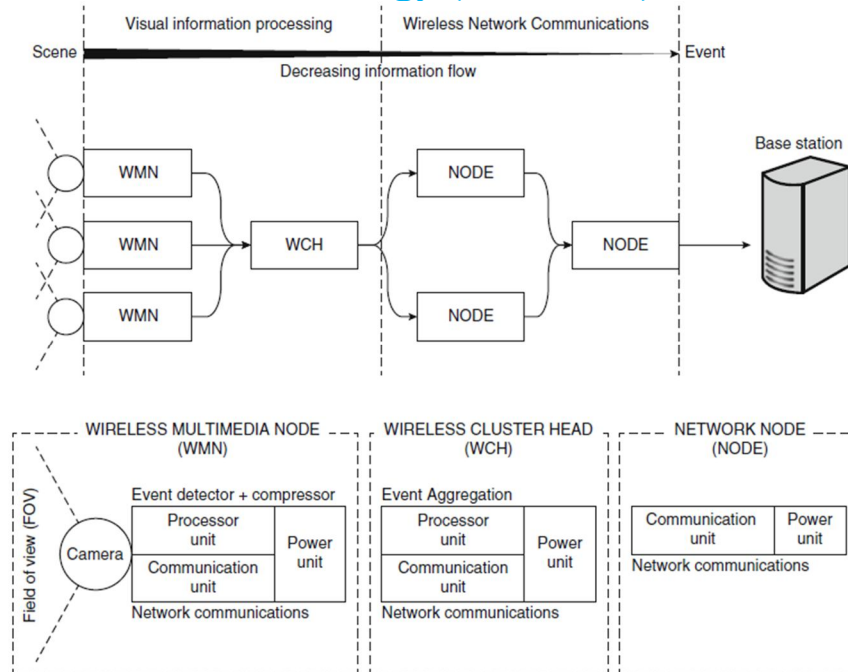 Visual information processing
Wireless Network Communications
Scene
Event
Decreasing information flow
Base station
WMN
NODE
WMN
WCH
NODE
WMN
NODE
WIRELESS MULTIMEDIA NODE
(WMN)
WIRELESS CLUSTER HEAD
(WCH)
NETWORK NODE
(NODE)
Field of view (FOV)
Camera
Event detector + compressor
Processor
unit
Communication
unit
Power
unit
Network communications
Event Aggregation
Processor
unit
Communication
unit
Power
unit
Network communications
Communication
unit
Power
unit
Network communications